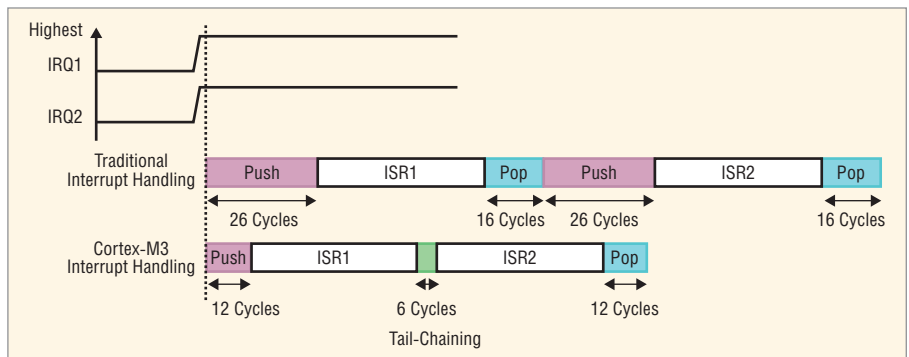 Highest
IRQ1
IRQ2
Traditional
Interrupt Handling
Push ISR1 Pop Push ISR2 Pop
26 Cycles 16 Cycles 26 Cycles 16 Cycles
Cortex-M3
Interrupt Handling
Push ISR1 ISR2 Pop
12 Cycles 6 Cycles 12 Cycles
Tail-Chaining